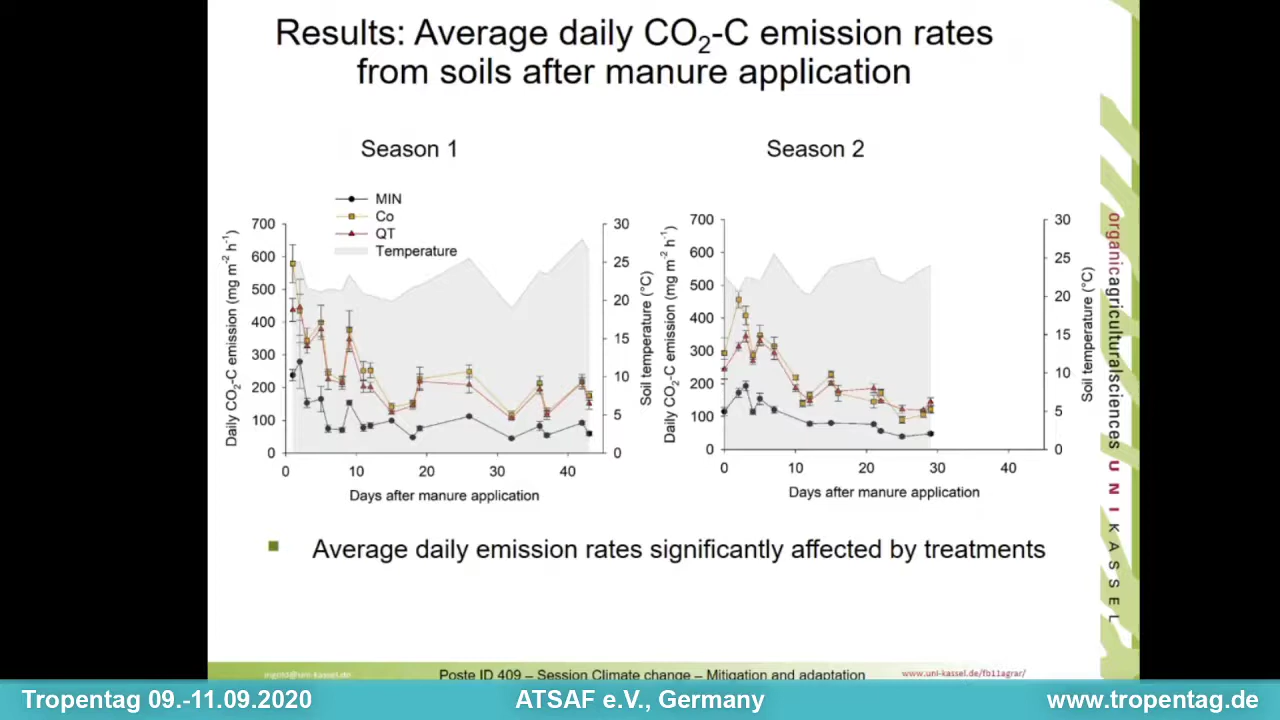 Results: Average daily CO2-C emission rates
from soils after manure application
Season 1
Season 2
MIN
Co
QT
Temperature
Daily CO2-C emission (mg m-2 h-1)
700
600
500
400
300
200
100
0
30
25
20
15
10
5
0
Soil temperature (°C)
0
10
20
30
40
Days after manure application
Daily CO2-C emission (mg m-2 h-1)
700
600
500
400
300
200
100
0
30
25
20
15
10
5
0
Soil temperature (°C)
0
10
20
30
40
Days after manure application
Average daily emission rates significantly affected by treatments
organicagriculturalsciences UNIKASSEL
ingold@uni-kassel.de
Poste ID 409 – Session Climate change – Mitigation and adaptation
www.uni-kassel.de/fb11agrar/
Tropentag 09.-11.09.2020
ATSAF e.V., Germany
www.tropentag.de